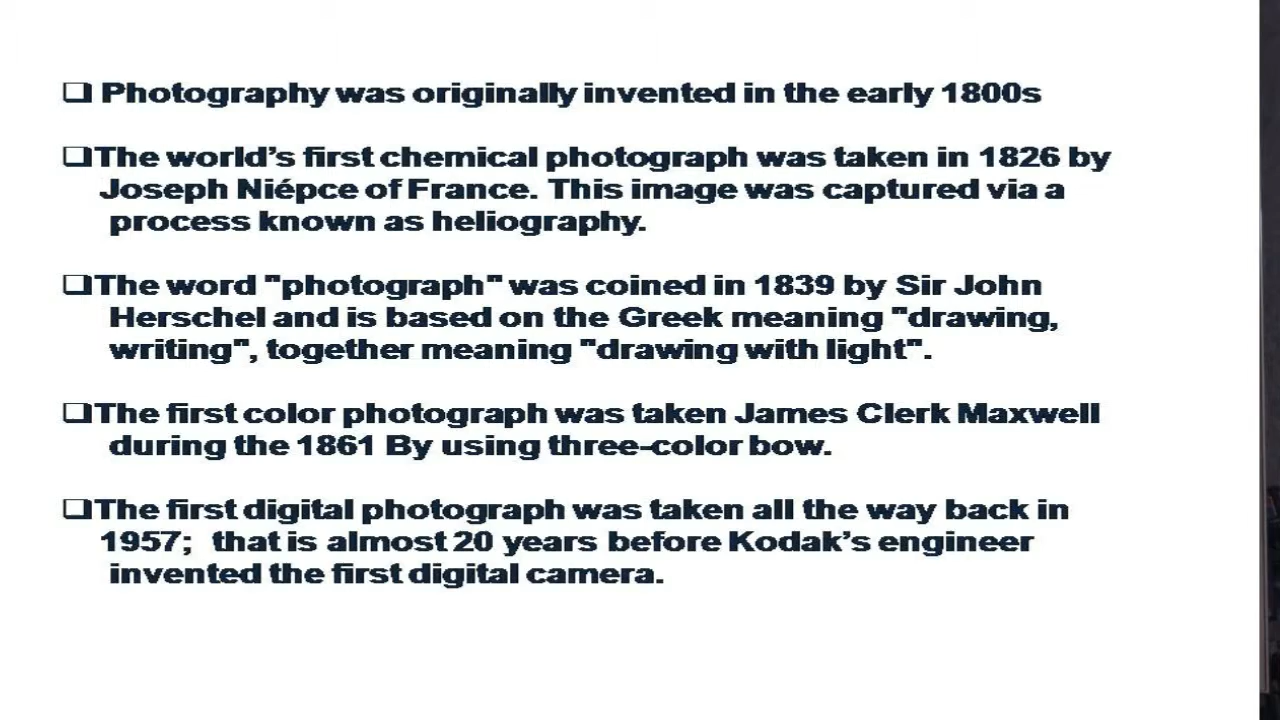 ❑ Photography was originally invented in the early 1800s
❑The world’s first chemical photograph was taken in 1826 by
Joseph Niépce of France. This image was captured via a
process known as heliography.
❑The word "photograph" was coined in 1839 by Sir John
Herschel and is based on the Greek meaning "drawing,
writing", together meaning "drawing with light".
❑The first color photograph was taken James Clerk Maxwell
during the 1861 By using three-color bow.
❑The first digital photograph was taken all the way back in
1957; that is almost 20 years before Kodak’s engineer
invented the first digital camera.